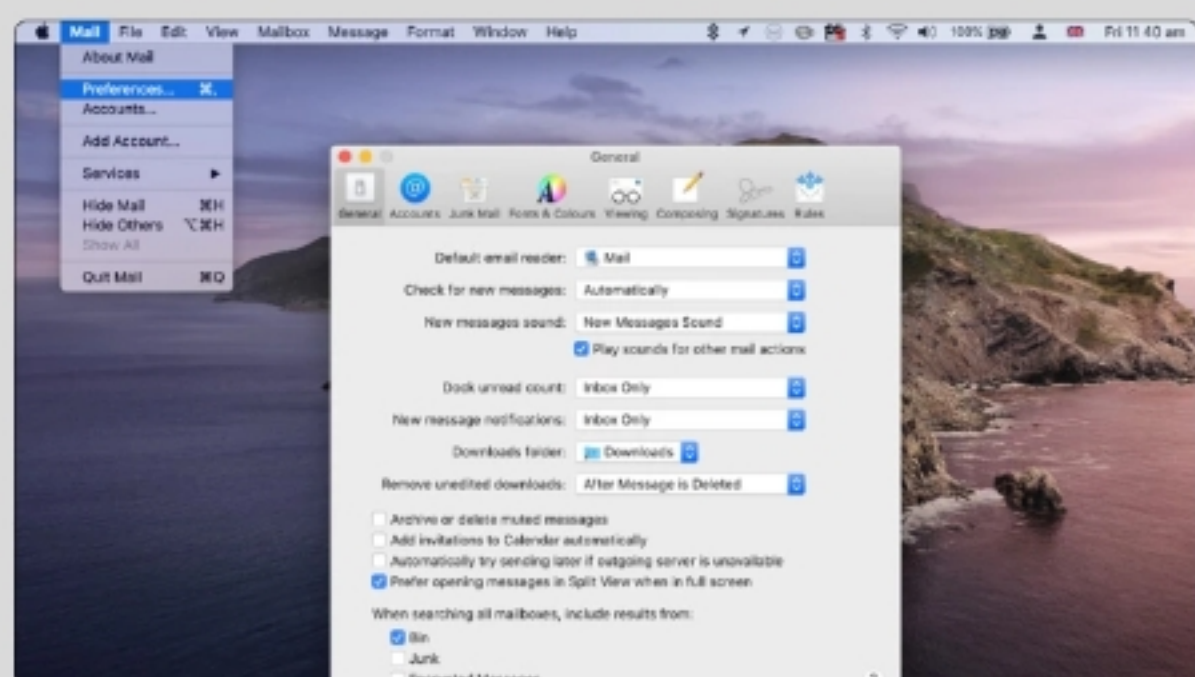 Mail File Edit View Mailbox Message Format Window Help 100% Fri 11 40 am
About Mail
Preferences... ⌘,
Accounts...
Add Account...
Services
Hide Mail ⌘H
Hide Others ⌥⌘H
Show All
Quit Mail ⌘Q
General
General Accounts Junk Mail Fonts & Colours Viewing Composing Signatures Rules
Default email reader: Mail
Check for new messages: Automatically
New messages sound: New Messages Sound
Play sounds for other mail actions
Dock unread count: Inbox Only
New message notifications: Inbox Only
Downloads folder: Downloads
Remove unedited downloads: After Message is Deleted
Archive or delete muted messages
Add invitations to Calendar automatically
Automatically try sending later if outgoing server is unavailable
Prefer opening messages in Split View when in full screen
When searching all mailboxes, include results from:
Bin
Junk